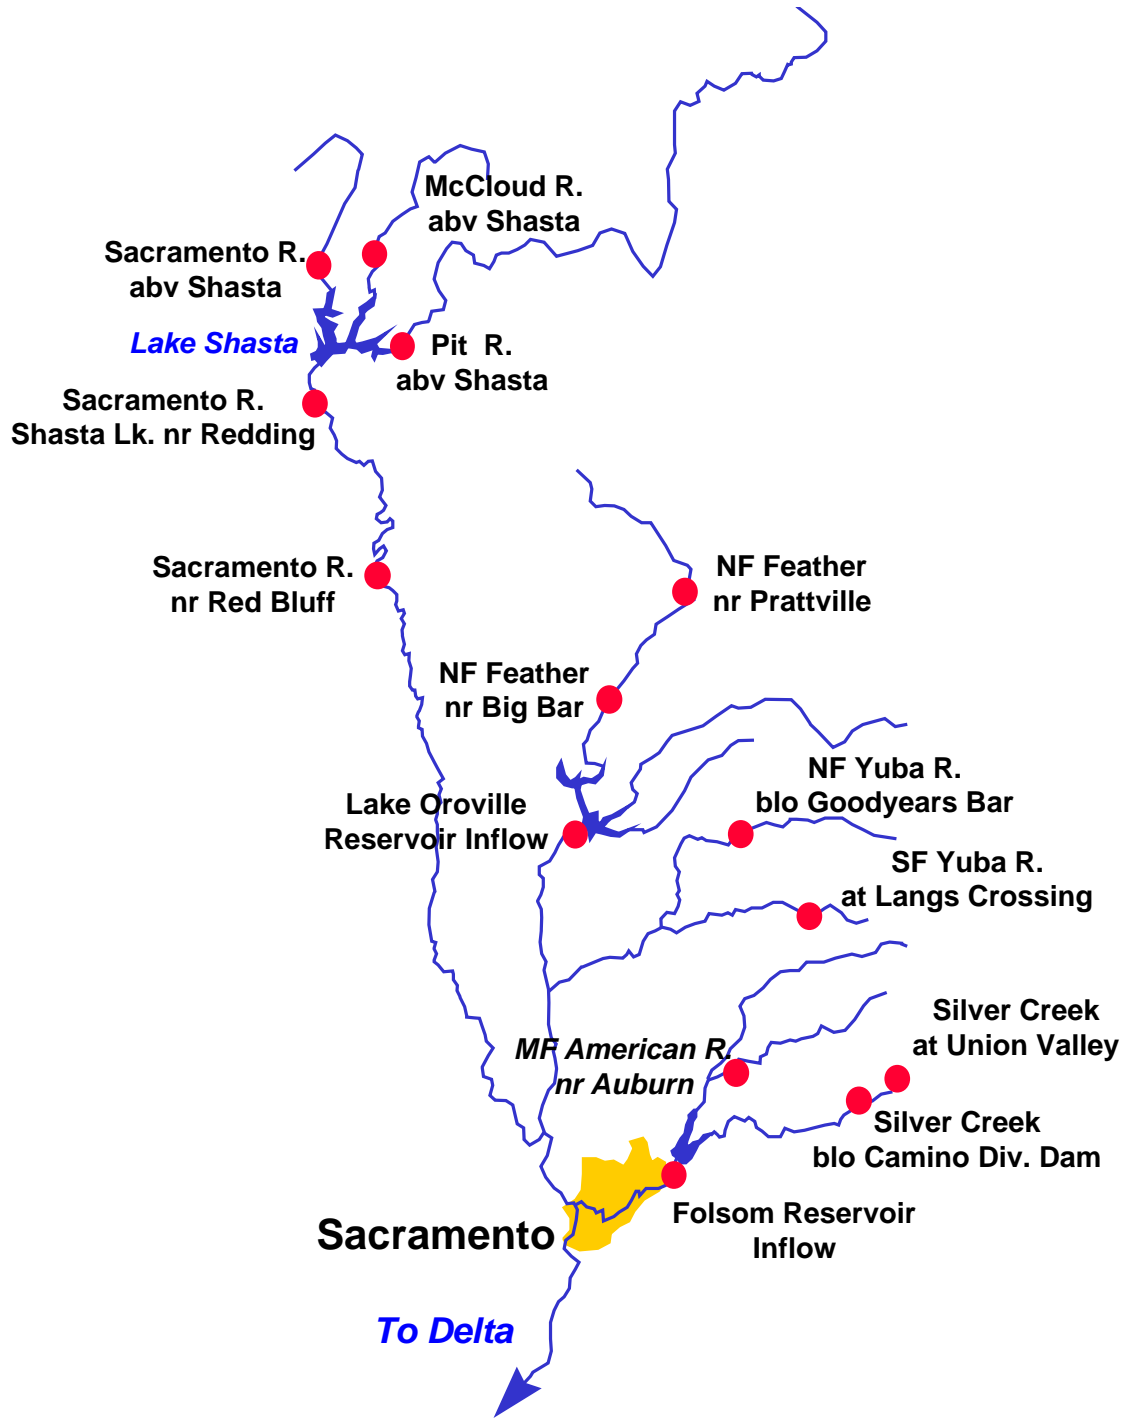 McCloud R.
abv Shasta
Sacramento R.
abv Shasta
Lake Shasta
Pit R.
abv Shasta
Sacramento R.
Shasta Lk. nr Redding
Sacramento R.
nr Red Bluff
NF Feather
nr Prattville
NF Feather
nr Big Bar
NF Yuba R.
blo Goodyears Bar
Lake Oroville
Reservoir Inflow
SF Yuba R.
at Langs Crossing
Silver Creek
at Union Valley
MF American R.
nr Auburn
Silver Creek
blo Camino Div. Dam
Folsom Reservoir
Inflow
Sacramento
To Delta